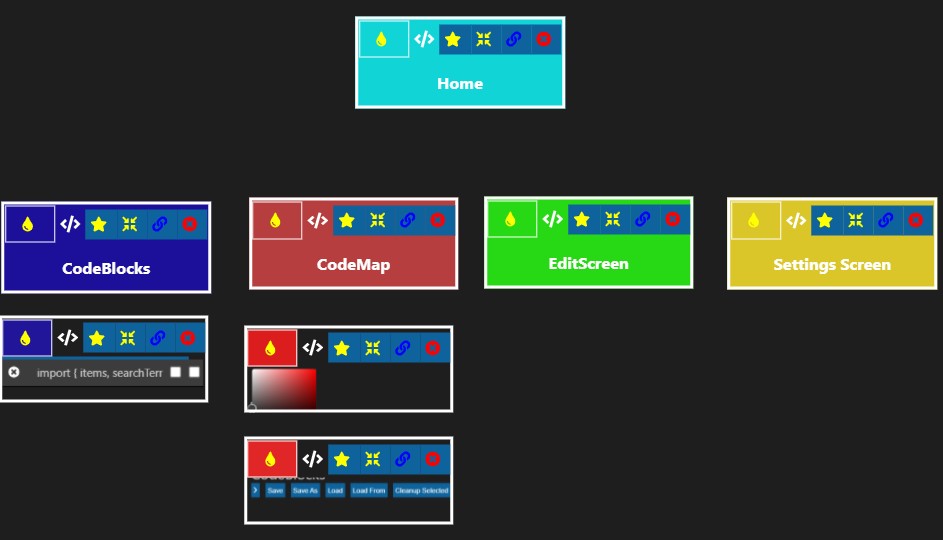 </> 
Home
</> 
</> 
</> 
</> 
CodeBlocks
CodeMap
EditScreen
Settings Screen
</> 
</> 
import { items, searchTerr
</> 
> Save Save As Load Load From Cleanup Selected